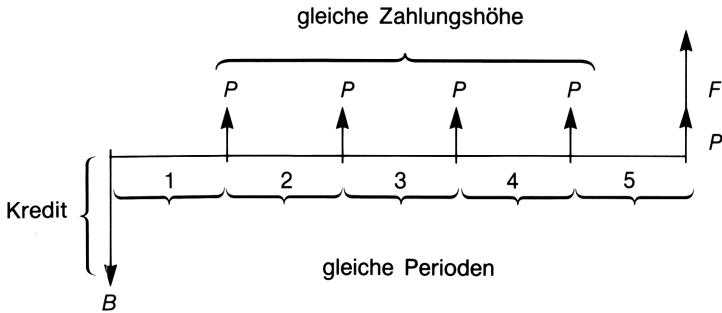 gleiche Zahlungshöhe
P P P P F
P
1 2 3 4 5
Kredit
gleiche Perioden
B